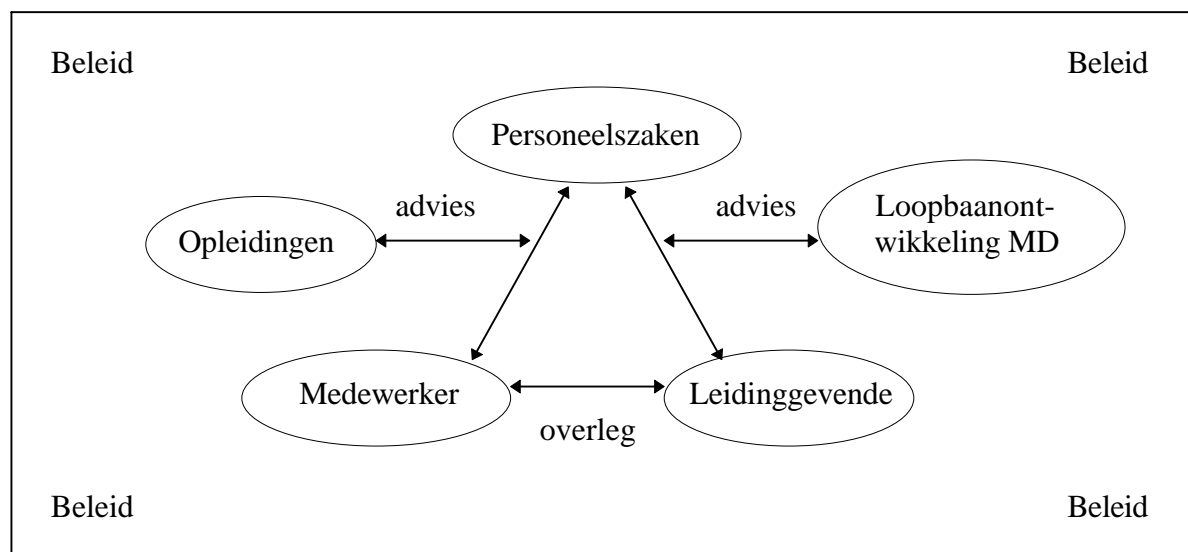 Beleid
Beleid
Personeelszaken
advies
advies
Opleidingen
Loopbaanont-
wikkeling MD
Medewerker
Leidinggevende
overleg
Beleid
Beleid